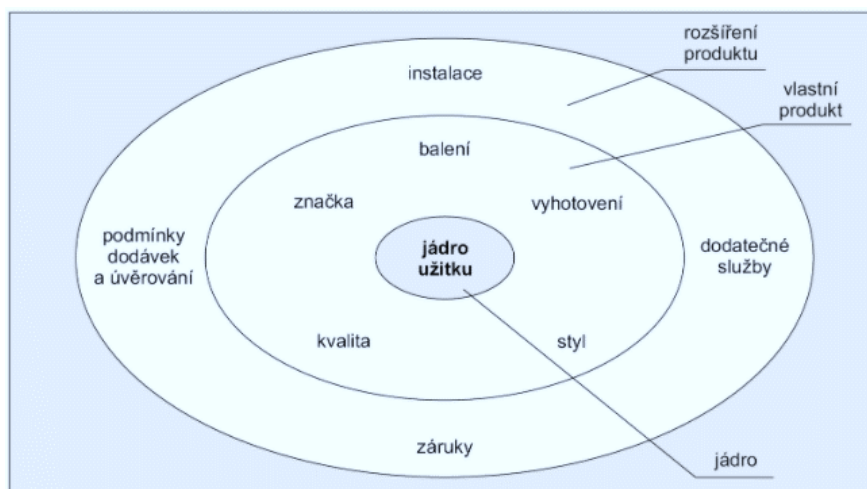 rozšíření
produktu
instalace
vlastní
produkt
balení
značka
vyhotovení
podmínky
dodávek
a úvěrování
jádro
užitku
dodatečné
služby
kvalita
styl
záruky
jádro